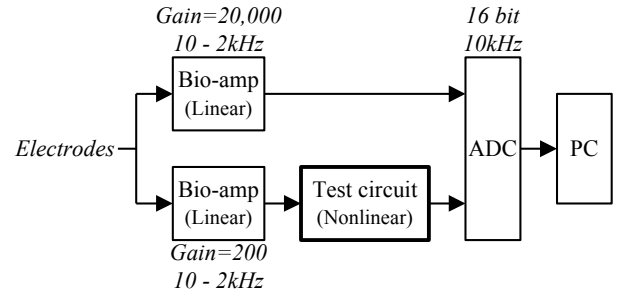 Gain=20,000
10 - 2kHz
16 bit
10kHz
Bio-amp
(Linear)
Electrodes
ADC
PC
Bio-amp
(Linear)
Test circuit
(Nonlinear)
Gain=200
10 - 2kHz